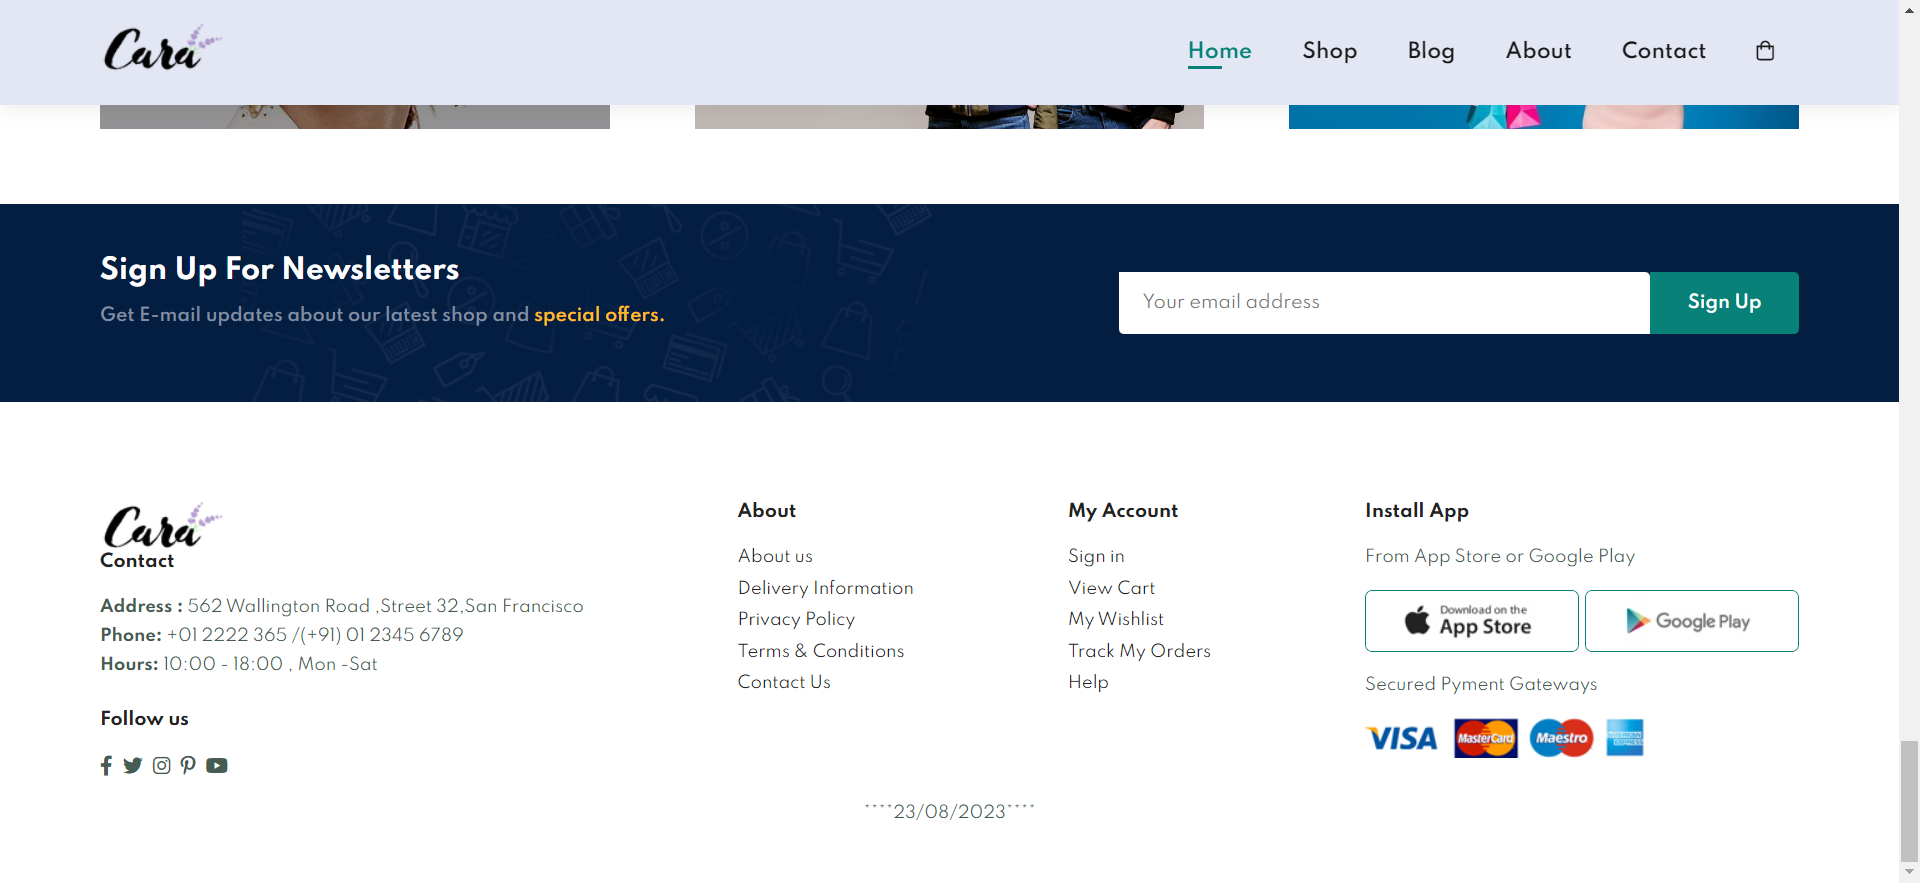 Cara
Home Shop Blog About Contact
Sign Up For Newsletters
Get E-mail updates about our latest shop and special offers.
Your email address
Sign Up
Cara
Contact
Address : 562 Wallington Road ,Street 32,San Francisco
Phone: +01 2222 365 /(+91) 01 2345 6789
Hours: 10:00 - 18:00 , Mon -Sat
Follow us
About
About us
Delivery Information
Privacy Policy
Terms & Conditions
Contact Us
My Account
Sign in
View Cart
My Wishlist
Track My Orders
Help
Install App
From App Store or Google Play
Download on the
App Store
Google Play
Secured Pyment Gateways
VISA MasterCard Maestro AMERICAN EXPRESS
****23/08/2023****